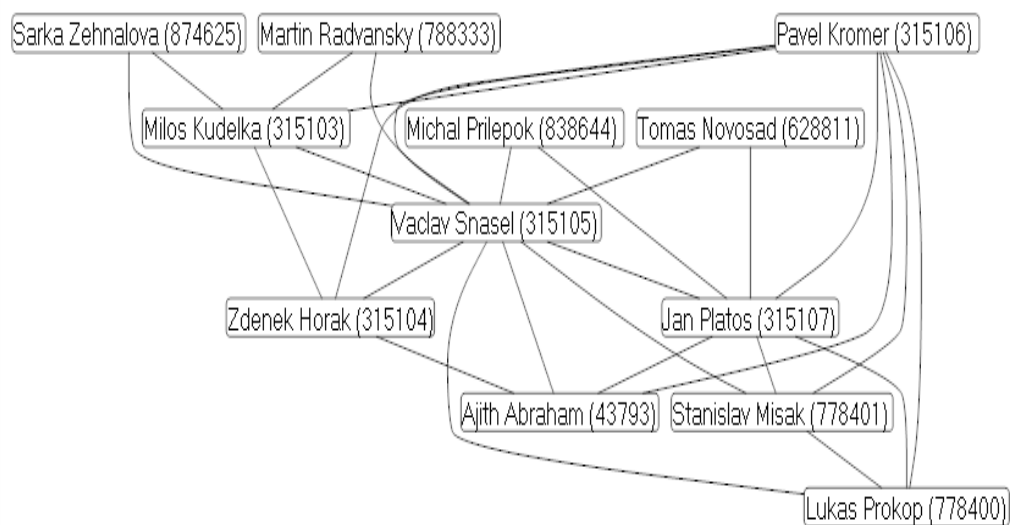 Sarka Zehnalova (874625)
Martin Radvansky (788333)
Pavel Kromer (315106)
Milos Kudelka (315103)
Michal Prilepok (838644)
Tomas Novosad (628811)
Vaclav Snasel (315105)
Zdenek Horak (315104)
Jan Platos (315107)
Ajith Abraham (43793)
Stanislav Misak (778401)
Lukas Prokop (778400)